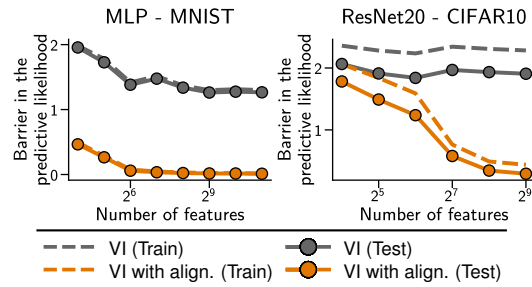 MLP - MNIST
ResNet20 - CIFAR10
Barrier in the
predictive likelihood
2
1
0
2^6
2^9
Number of features
Barrier in the
predictive likelihood
2
1
2^5
2^7
2^9
Number of features
VI (Train)
VI (Test)
VI with align. (Train)
VI with align. (Test)